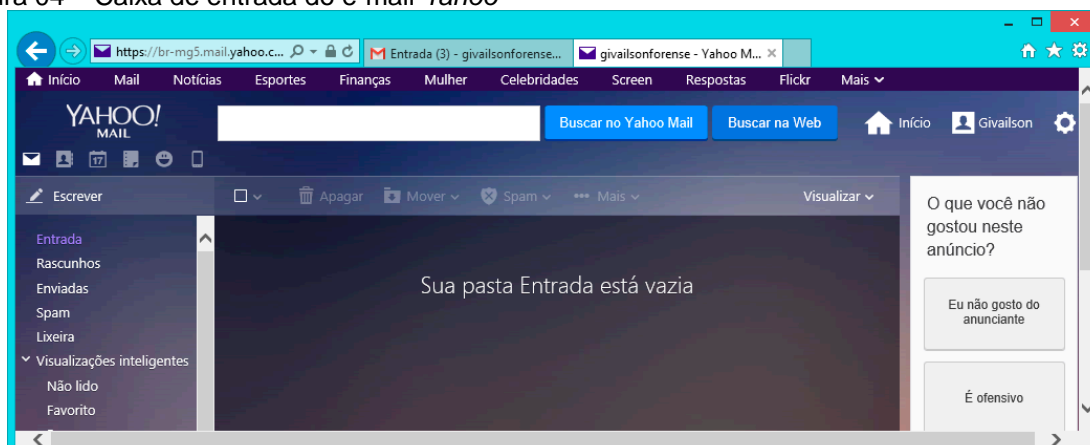 04 – Caixa de entrada do e-mail Yahoo
https://br-mg5.mail.yahoo.c...
Entrada (3) - givailsonforense...
givailsonforense - Yahoo M...
Início Mail Notícias Esportes Finanças Mulher Celebridades Screen Respostas Flickr Mais
YAHOO!
MAIL
Buscar no Yahoo Mail
Buscar na Web
Início
Givailson
17
Escrever
Apagar Mover Spam Mais
Visualizar
Entrada
Rascunhos
Enviadas
Spam
Lixeira
Visualizações inteligentes
Não lido
Favorito
Sua pasta Entrada está vazia
O que você não
gostou neste
anúncio?
Eu não gosto do
anunciante
É ofensivo